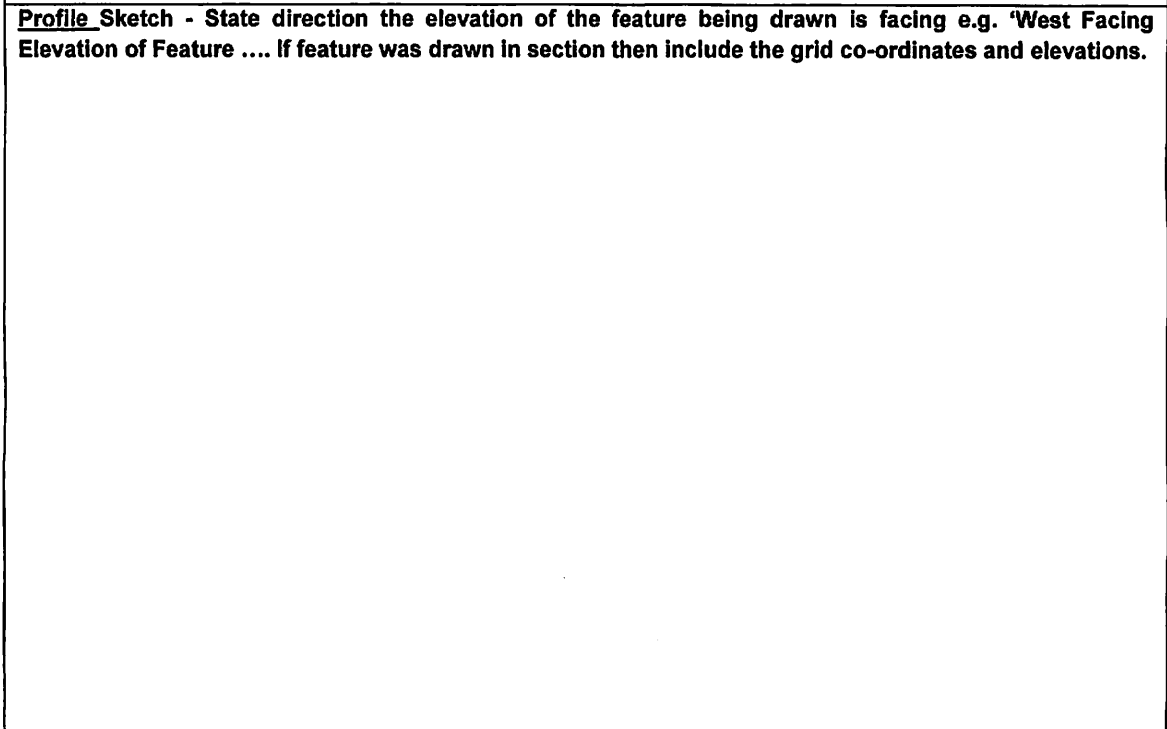 Profile Sketch - State direction the elevation of the feature being drawn is facing e.g. ‘West Facing
Elevation of Feature .... If feature was drawn in section then include the grid co-ordinates and elevations.